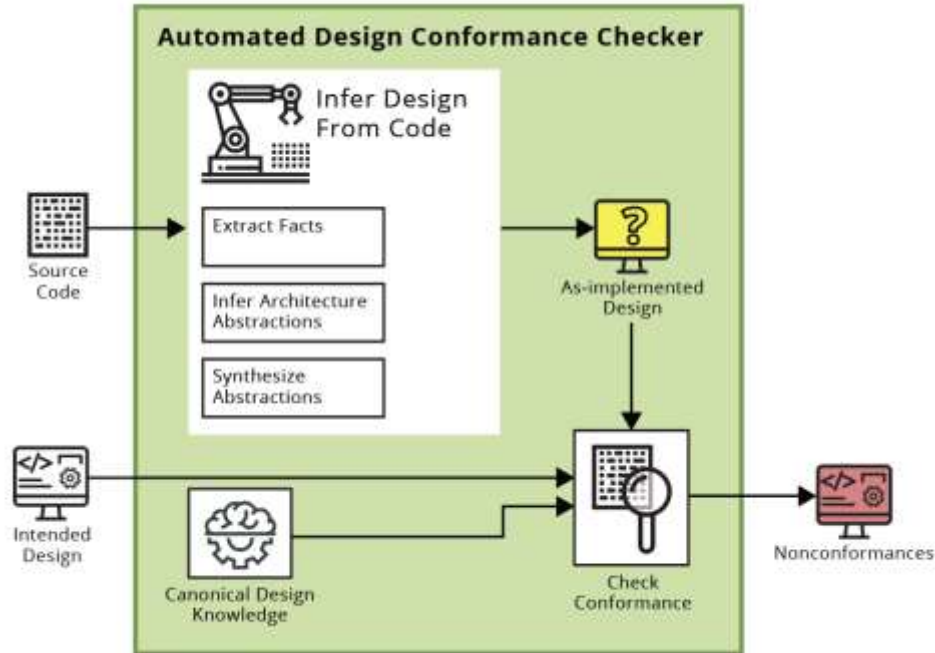 Automated Design Conformance Checker
Infer Design
From Code
Extract Facts
Infer Architecture
Abstractions
Synthesize
Abstractions
Source
Code
?
As-implemented
Design
</>
Intended
Design
Canonical Design
Knowledge
Check
Conformance
</>
Nonconformances